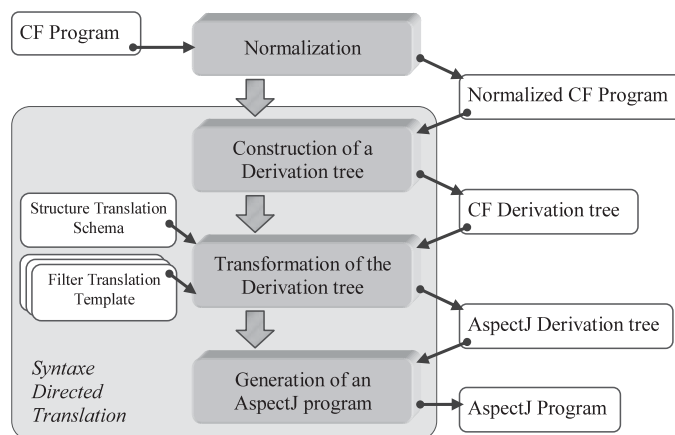 CF Program
Normalization
Normalized CF Program
Construction of a
Derivation tree
Structure Translation
Schema
CF Derivation tree
Transformation of the
Derivation tree
Filter Translation
Template
AspectJ Derivation tree
Syntaxe
Directed
Translation
Generation of an
AspectJ program
AspectJ Program